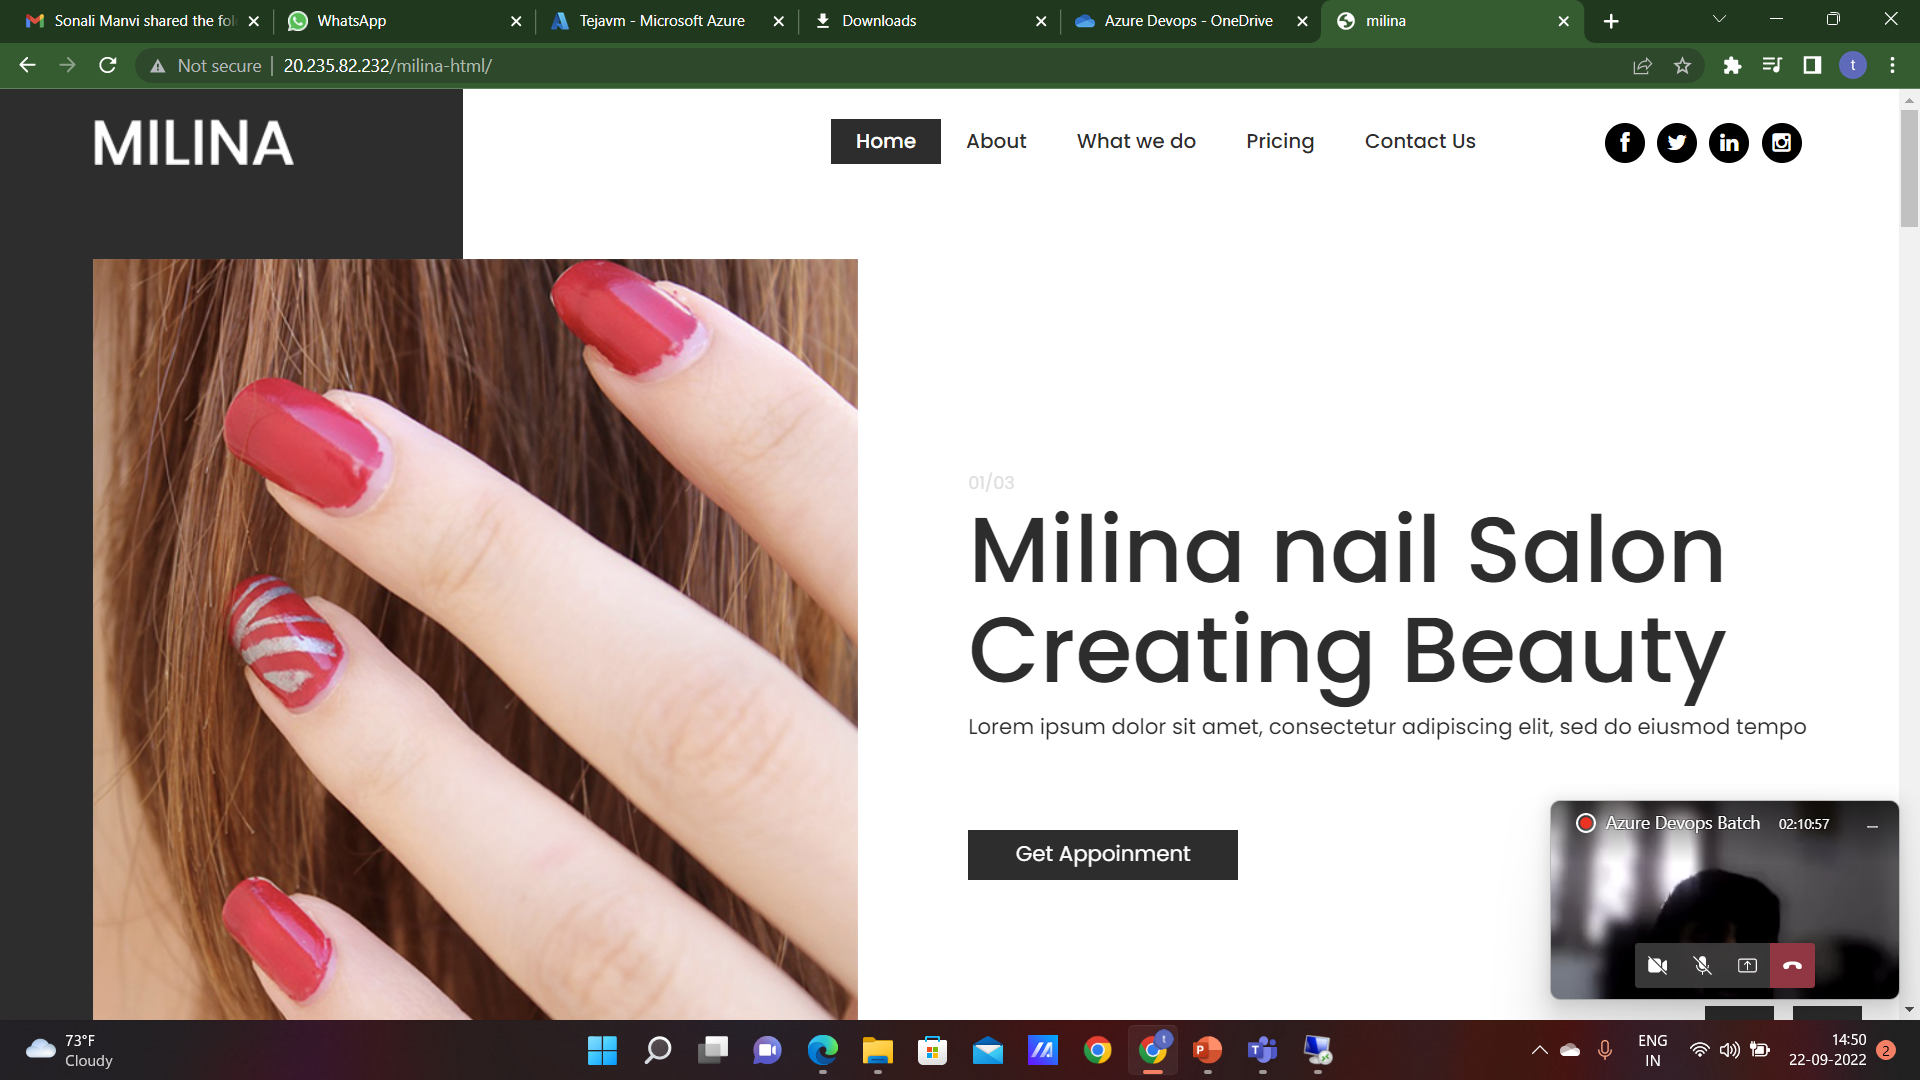 Sonali Manvi shared the fol
WhatsApp
Tejavm - Microsoft Azure
Downloads
Azure Devops - OneDrive
milina
Not secure
20.235.82.232/milina-html/
t
MILINA
Home
About
What we do
Pricing
Contact Us
01/03
Milina nail Salon
Creating Beauty
Lorem ipsum dolor sit amet, consectetur adipiscing elit, sed do eiusmod tempo
Get Appoinment
Azure Devops Batch
02:10:57
73°F
Cloudy
ENG
IN
14:50
22-09-2022
2